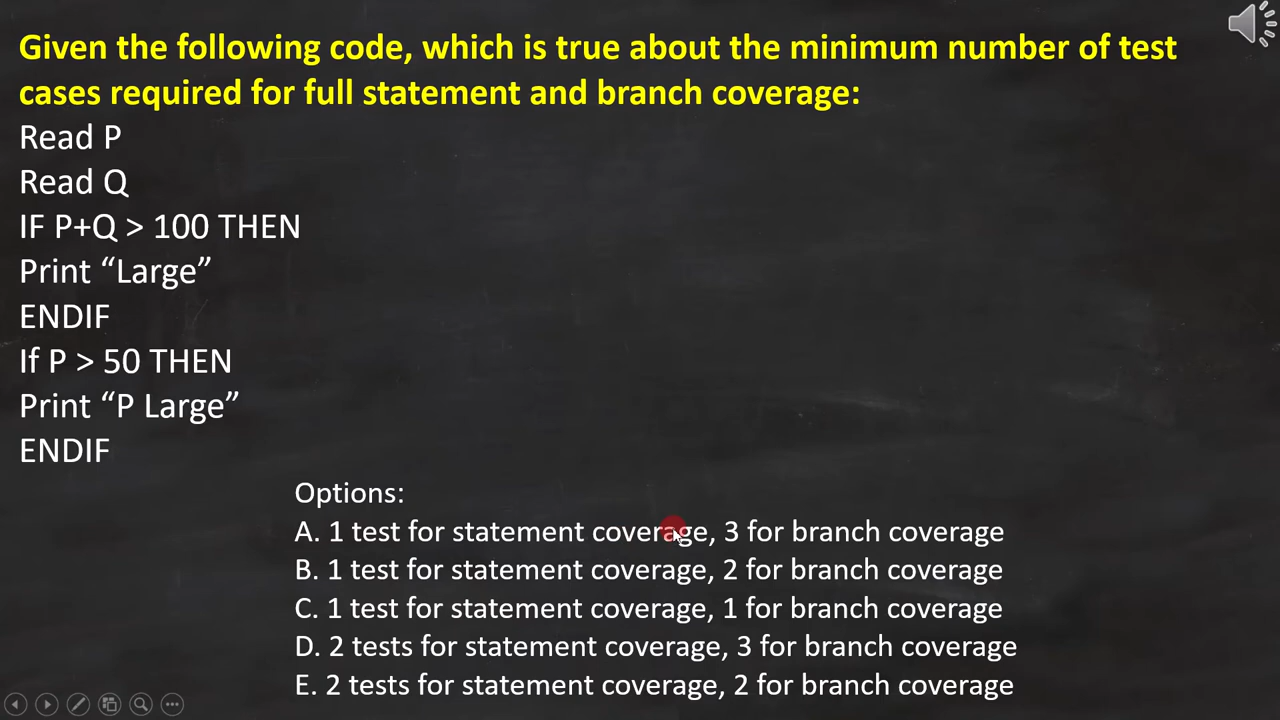 Given the following code, which is true about the minimum number of test
cases required for full statement and branch coverage:
Read P
Read Q
IF P+Q > 100 THEN
Print “Large”
ENDIF
If P > 50 THEN
Print “P Large”
ENDIF
Options:
A. 1 test for statement coverage, 3 for branch coverage
B. 1 test for statement coverage, 2 for branch coverage
C. 1 test for statement coverage, 1 for branch coverage
D. 2 tests for statement coverage, 3 for branch coverage
E. 2 tests for statement coverage, 2 for branch coverage